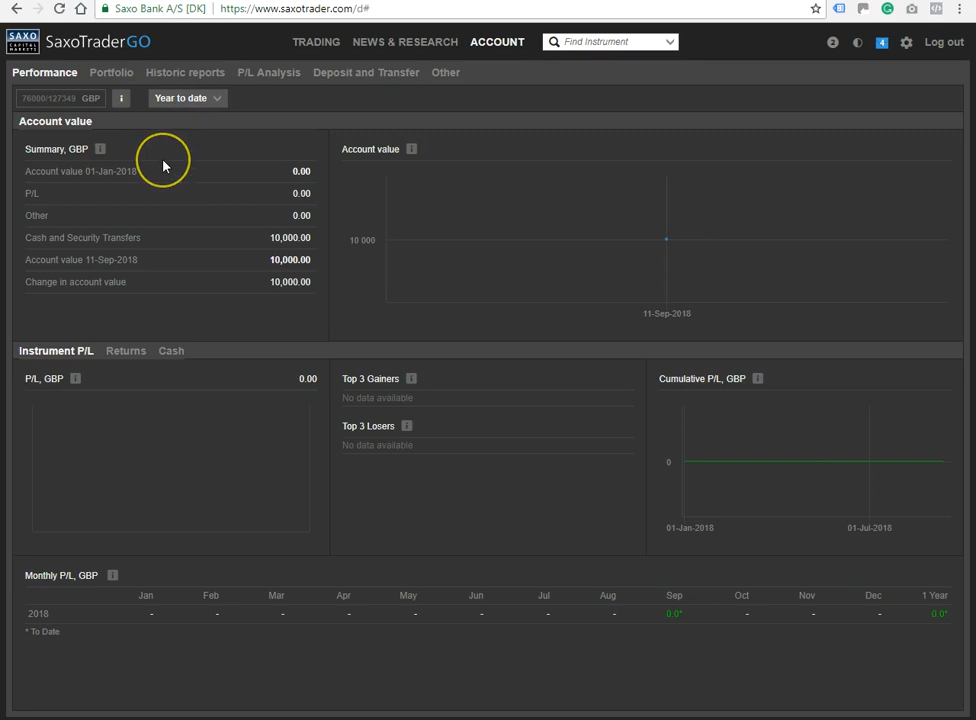 Saxo Bank A/S [DK] https://www.saxotrader.com/d#
SAXO CAPITAL MARKETS SaxoTraderGO TRADING NEWS & RESEARCH ACCOUNT Find Instrument 2 4 Log out
Performance Portfolio Historic reports P/L Analysis Deposit and Transfer Other
76000/127349 GBP i Year to date
Account value
Summary, GBP i Account value i
Account value 01-Jan-2018 0.00
P/L 0.00
Other 0.00
Cash and Security Transfers 10,000.00 10 000
Account value 11-Sep-2018 10,000.00
Change in account value 10,000.00
11-Sep-2018
Instrument P/L Returns Cash
P/L, GBP i 0.00 Top 3 Gainers i Cumulative P/L, GBP i
No data available
Top 3 Losers i
No data available
0
01-Jan-2018 01-Jul-2018
Monthly P/L, GBP i
Jan Feb Mar Apr May Jun Jul Aug Sep Oct Nov Dec 1 Year
2018 - - - - - - - - 0.0* - - - 0.0*
* To Date